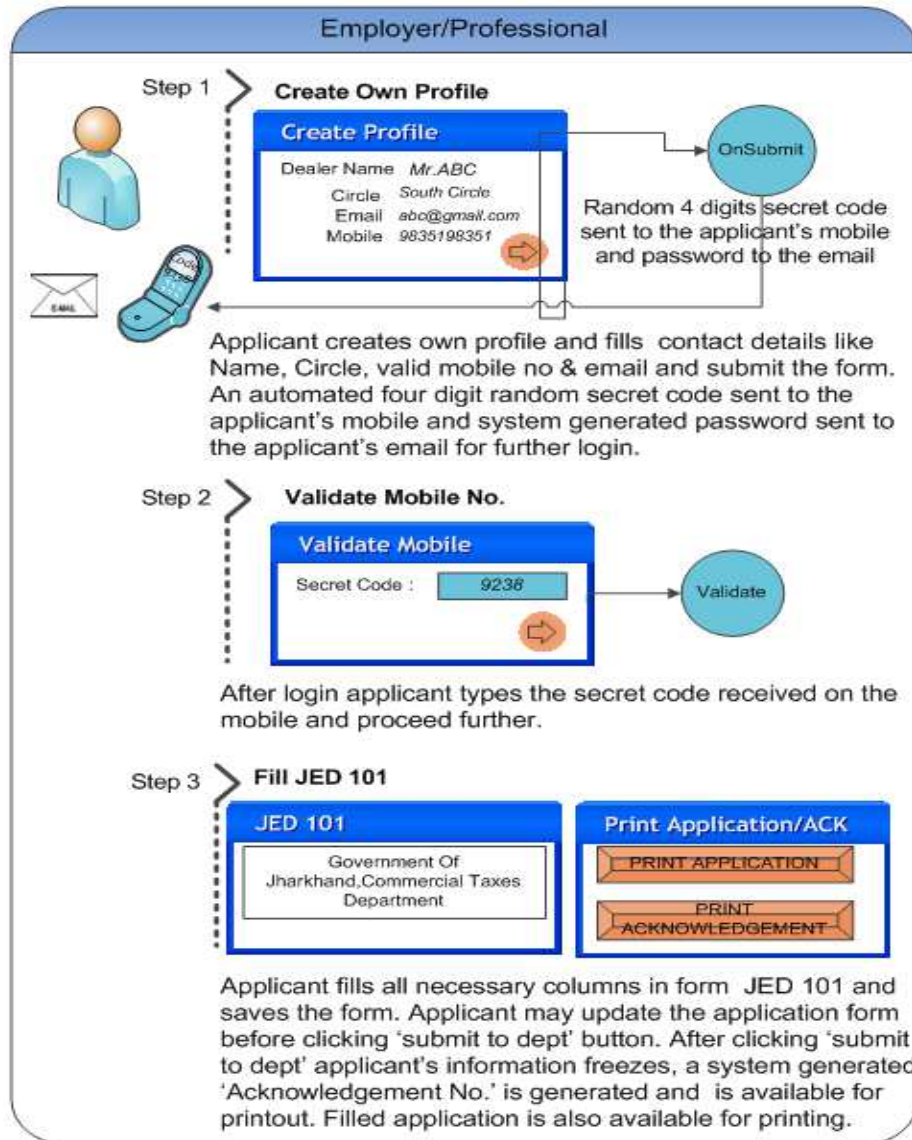 Employer/Professional
Step 1
Create Own Profile
Create Profile
Dealer Name Mr.ABC
Circle South Circle
Email abc@gmail.com
Mobile 9835198351
OnSubmit
Random 4 digits secret code
sent to the applicant's mobile
and password to the email
Code
E-MAIL
Applicant creates own profile and fills contact details like
Name, Circle, valid mobile no & email and submit the form.
An automated four digit random secret code sent to the
applicant's mobile and system generated password sent to
the applicant's email for further login.
Step 2
Validate Mobile No.
Validate Mobile
Secret Code : 9238
Validate
After login applicant types the secret code received on the
mobile and proceed further.
Step 3
Fill JED 101
JED 101
Government Of
Jharkhand,Commercial Taxes
Department
Print Application/ACK
PRINT APPLICATION
PRINT
ACKNOWLEDGEMENT
Applicant fills all necessary columns in form JED 101 and
saves the form. Applicant may update the application form
before clicking 'submit to dept' button. After clicking 'submit
to dept' applicant's information freezes, a system generated
'Acknowledgement No.' is generated and is available for
printout. Filled application is also available for printing.